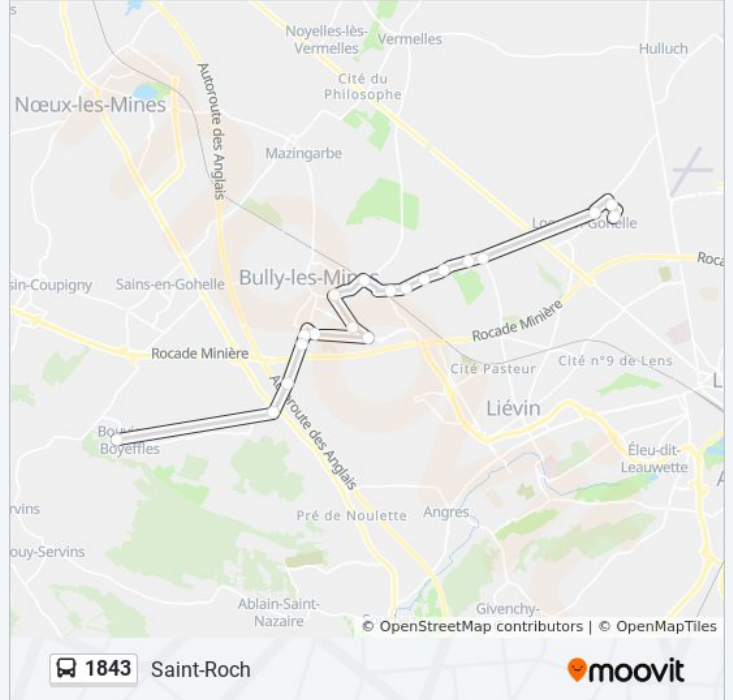 s
Noyelles-lès-
Vermelles
Vermelles
Hulluch
Cité du
Philosophe
Autoroute des Anglais
Nœux-les-Mines
Mazingarbe
Roca
sin-Coupigny
Sains-en-Gohelle
Bully-les-Mines
Rocade Minière
Rocade Minière
Cité Pasteur
Cité n°9 de Lens
L
Liévin
Autoroute des Anglais
Boyeffles
Éleu-dit-
Leauwette
A
rvins
Pré de Noulette
Angres
ouy-Servins
Ablain-Saint-
Nazaire
Givenchy-
© OpenStreetMap contributors | © OpenMapTiles
1843 Saint-Roch
moovit